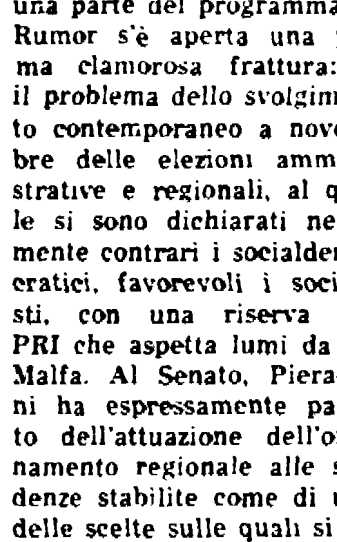 una parte del programma
Rumor s'è aperta una
ma clamorosa frattura:
il problema dello svolgim
to contemporaneo a nove
bre delle elezioni amm
strative e regionali, al q
le si sono dichiarati ne
mente contrari i socialde
cratici, favorevoli i soci
sti, con una riserva
PRI che aspetta lumi da
Malfa. Al Senato, Piera
ni ha espressamente pa
to dell'attuazione dell'o
namento regionale alle s
denze stabilite come di u
delle scelte sulle quali si